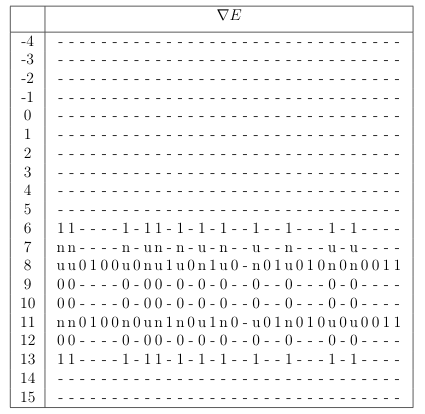 ∇E
-4 - - - - - - - - - - - - - - - - - - - - - - - - - - - - - - - -
-3 - - - - - - - - - - - - - - - - - - - - - - - - - - - - - - - -
-2 - - - - - - - - - - - - - - - - - - - - - - - - - - - - - - - -
-1 - - - - - - - - - - - - - - - - - - - - - - - - - - - - - - - -
0 - - - - - - - - - - - - - - - - - - - - - - - - - - - - - - - -
1 - - - - - - - - - - - - - - - - - - - - - - - - - - - - - - - -
2 - - - - - - - - - - - - - - - - - - - - - - - - - - - - - - - -
3 - - - - - - - - - - - - - - - - - - - - - - - - - - - - - - - -
4 - - - - - - - - - - - - - - - - - - - - - - - - - - - - - - - -
5 - - - - - - - - - - - - - - - - - - - - - - - - - - - - - - - -
6 1 1 - - - - 1 - 1 1 - 1 - 1 - 1 - - 1 - - 1 - - - 1 - 1 - - - -
7 n n - - - - n - u n - n - u - n - - u - - n - - - u - u - - - -
8 u u 0 1 0 0 u 0 n u 1 u 0 n 1 u 0 - n 0 1 u 0 1 0 n 0 n 0 0 1 1
9 0 0 - - - - 0 - 0 0 - 0 - 0 - 0 - - 0 - - 0 - - - 0 - 0 - - - -
10 0 0 - - - - 0 - 0 0 - 0 - 0 - 0 - - 0 - - 0 - - - 0 - 0 - - - -
11 n n 0 1 0 0 n 0 u n 1 n 0 u 1 n 0 - u 0 1 n 0 1 0 u 0 u 0 0 1 1
12 0 0 - - - - 0 - 0 0 - 0 - 0 - 0 - - 0 - - 0 - - - 0 - 0 - - - -
13 1 1 - - - - 1 - 1 1 - 1 - 1 - 1 - - 1 - - 1 - - - 1 - 1 - - - -
14 - - - - - - - - - - - - - - - - - - - - - - - - - - - - - - - -
15 - - - - - - - - - - - - - - - - - - - - - - - - - - - - - - - -